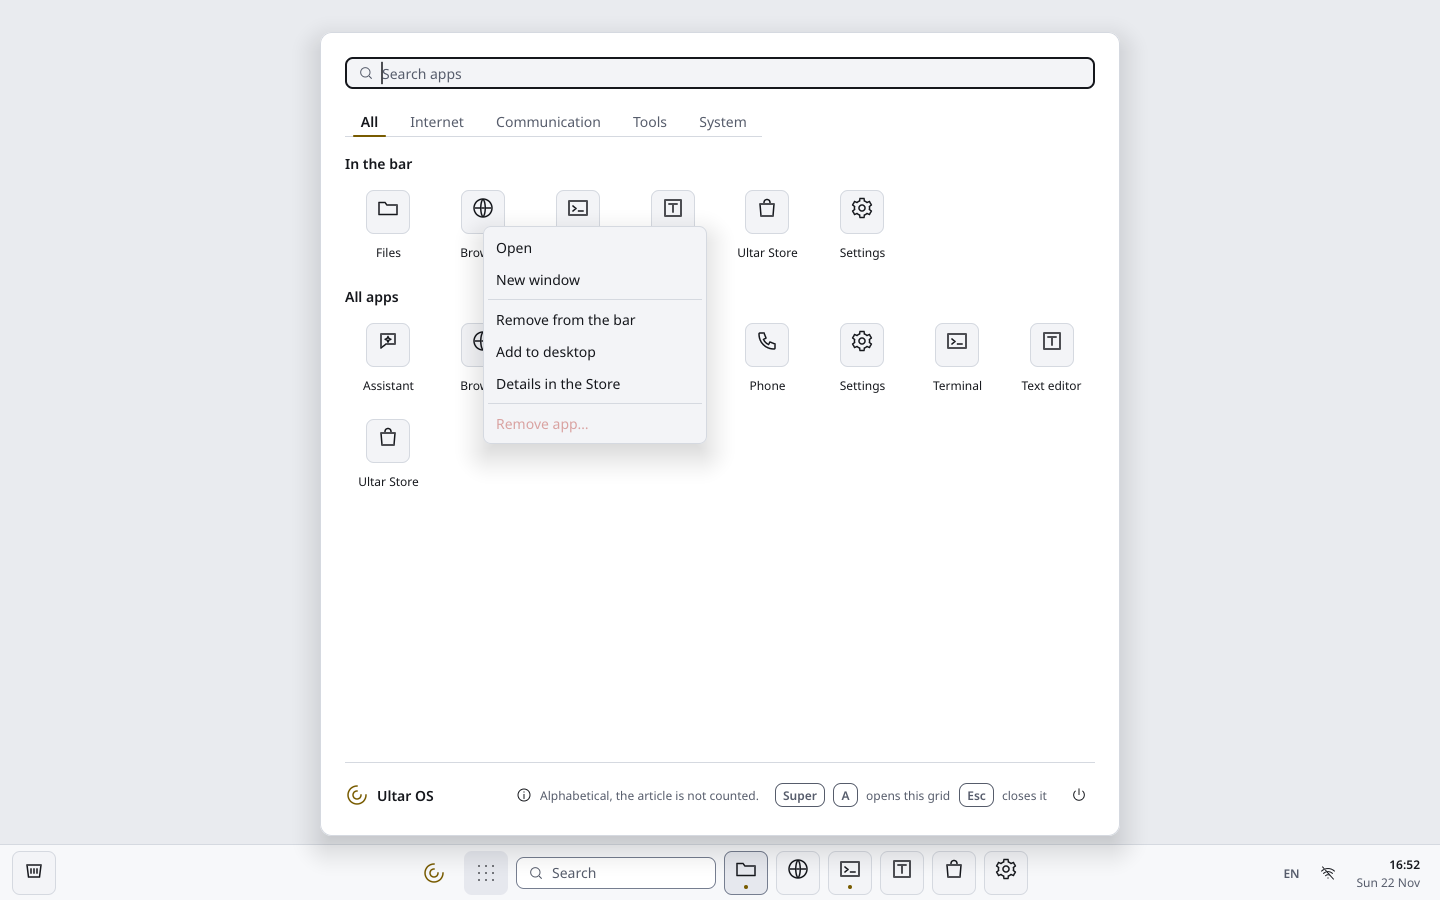 Search apps
All Internet Communication Tools System
In the bar
Files Ultar Store Settings
Open
New window
Remove from the bar
Add to desktop
Details in the Store
Remove app...
All apps
Assistant Phone Settings Terminal Text editor
Ultar Store
Ultar OS Alphabetical, the article is not counted. Super A opens this grid Esc closes it
Search EN 16:52
Sun 22 Nov